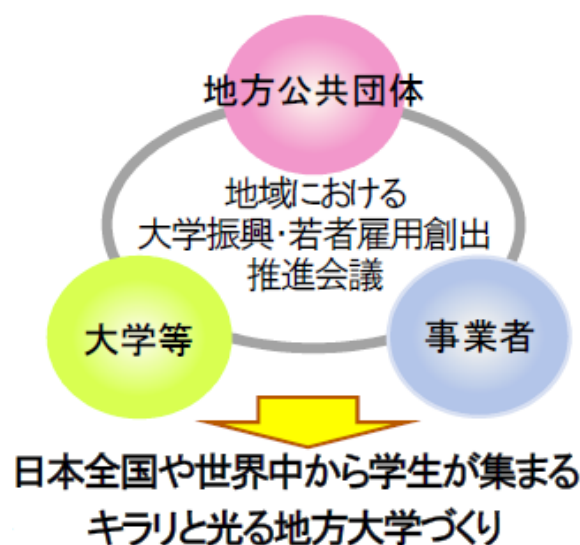 地方公共団体
地域における
大学振興・若者雇用創出
推進会議
大学等
事業者
日本全国や世界中から学生が集まる
キラリと光る地方大学づくり